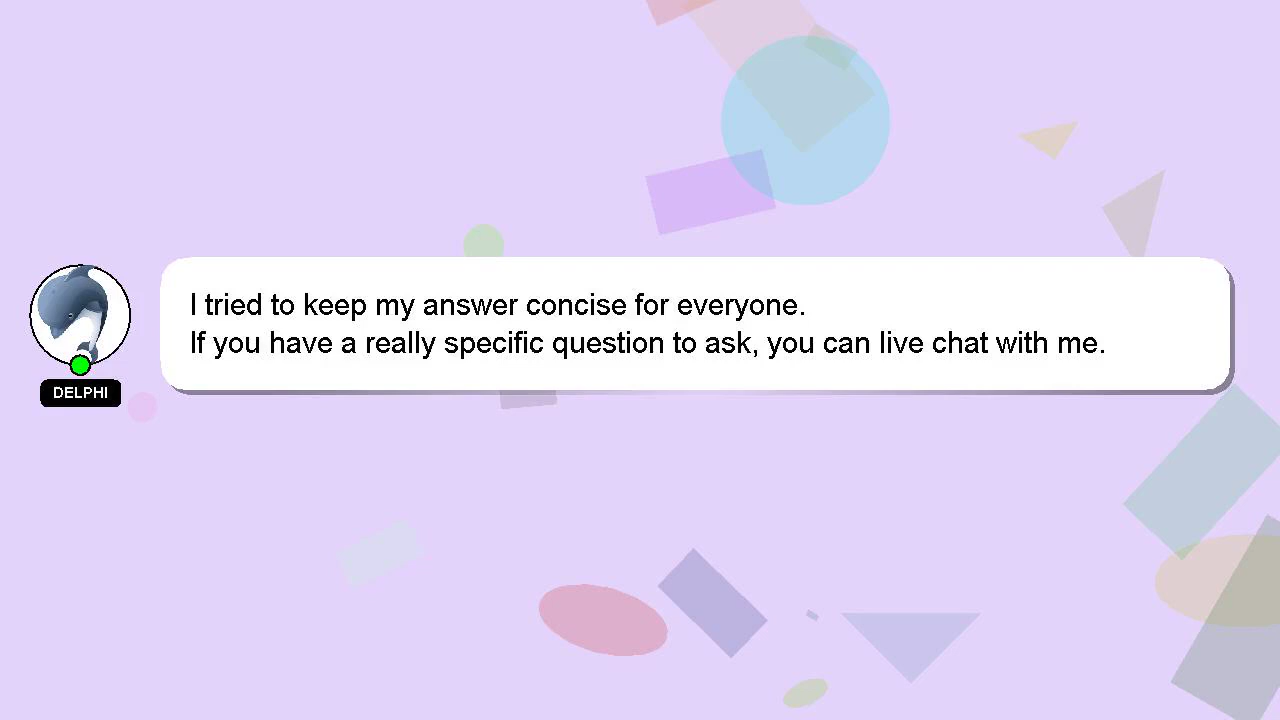 I tried to keep my answer concise for everyone.
If you have a really specific question to ask, you can live chat with me.
DELPHI